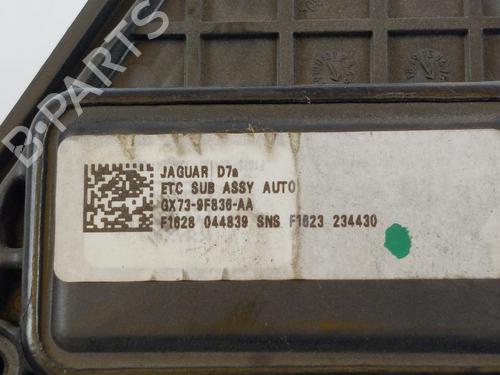 JAGUAR D7a
ETC SUB ASSY AUTO
GX73-9F836-AA
F1628 044839 SNS F1623 234430
B-PARTS